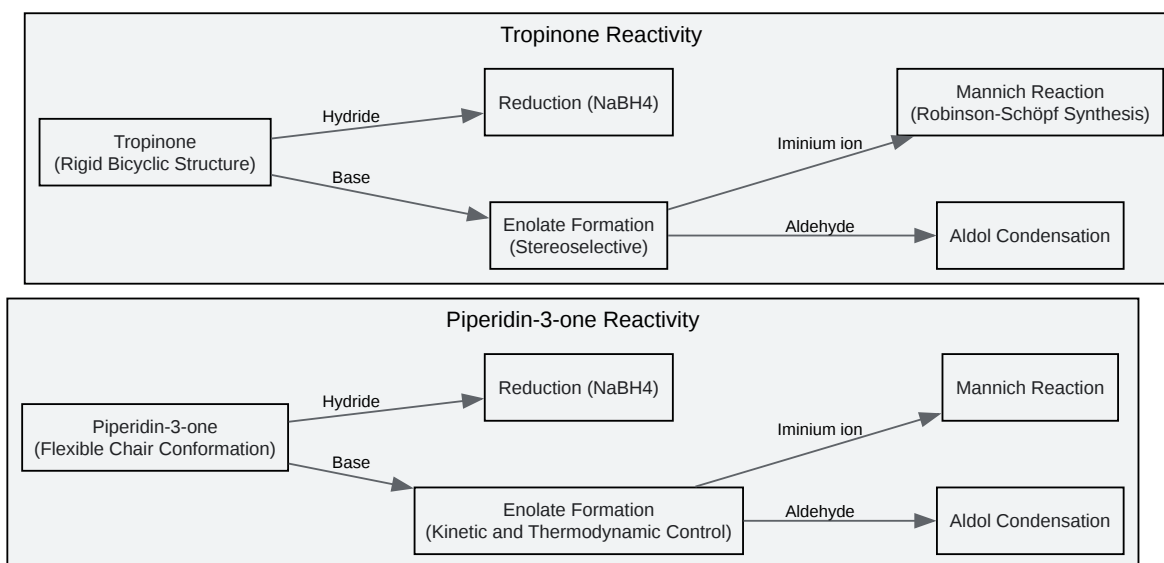 Tropinone Reactivity
Reduction (NaBH4)
Mannich Reaction
(Robinson-Schöpf Synthesis)
Hydride
Tropinone
(Rigid Bicyclic Structure)
Iminium ion
Base
Enolate Formation
(Stereoselective)
Aldehyde
Aldol Condensation
Piperidin-3-one Reactivity
Reduction (NaBH4)
Mannich Reaction
Hydride
Piperidin-3-one
(Flexible Chair Conformation)
Iminium ion
Base
Enolate Formation
(Kinetic and Thermodynamic Control)
Aldehyde
Aldol Condensation